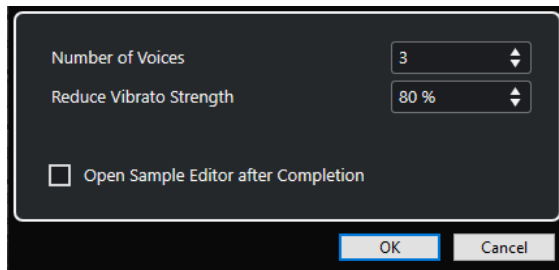 Number of Voices 3
Reduce Vibrato Strength 80 %
Open Sample Editor after Completion
OK Cancel